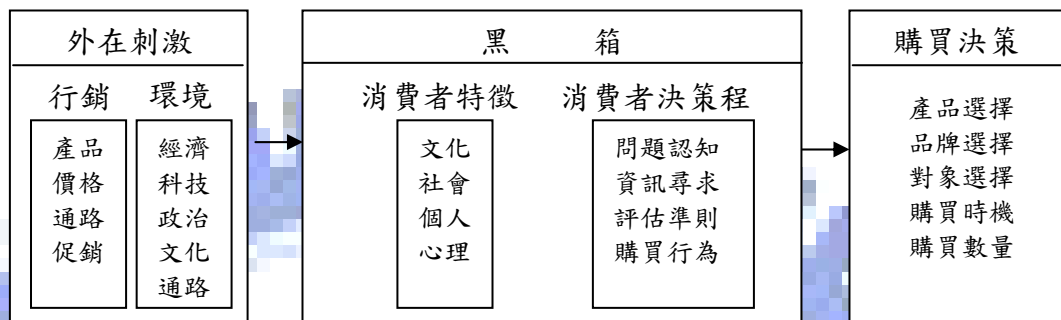 外在刺激
行銷 環境
產品
價格
通路
促銷
經濟
科技
政治
文化
通路
黑 箱
消費者特徵 消費者決策程
文化
社會
個人
心理
問題認知
資訊尋求
評估準則
購買行為
購買決策
產品選擇
品牌選擇
對象選擇
購買時機
購買數量